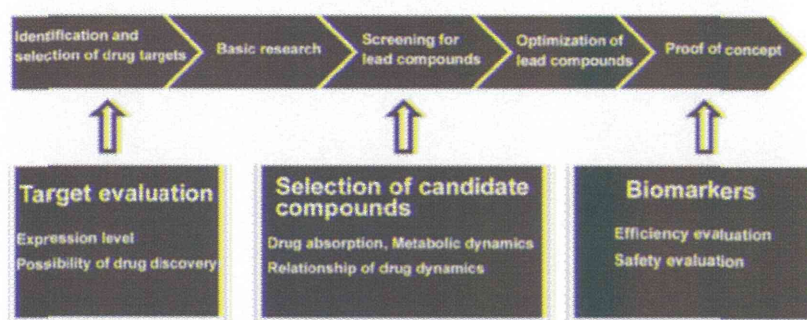 Identification and
selection of drug targets
Basic research
Screening for
lead compounds
Optimization of
lead compounds
Proof of concept
Target evaluation
Expression level
Possibility of drug discovery
Selection of candidate
compounds
Drug absorption, Metabolic dynamics
Relationship of drug dynamics
Biomarkers
Efficiency evaluation
Safety evaluation